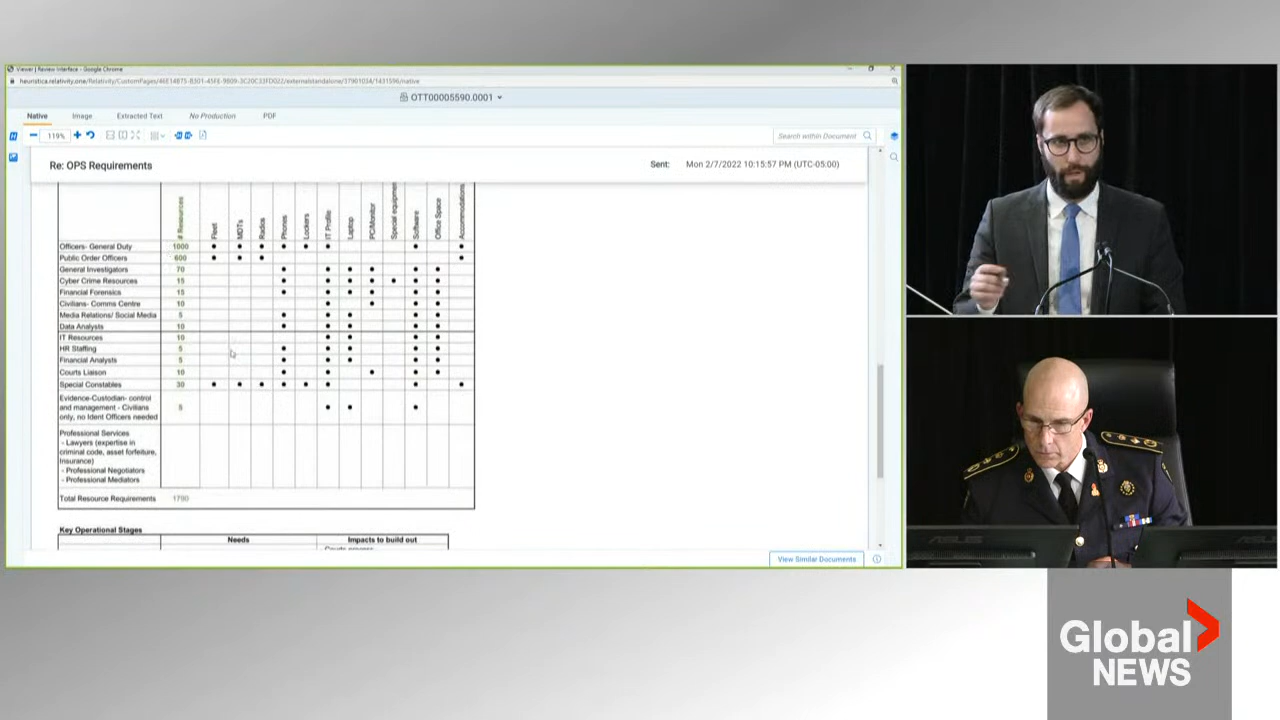 Viewer | Review Interface - Google Chrome
OTT00005590.0001
Native Image Extracted Text No Production PDF
119% Search within Document
Re: OPS Requirements Sent: Mon 2/7/2022 10:15:57 PM (UTC-05:00)
# Resources Fleet MDTs Radios Phones Lockers IT Profile Laptop PC/Monitor Special equipmen Software Office Space Accommodations
Officers- General Duty 1000 • • • • • • • •
Public Order Officers 600 • • • •
General Investigators 70 • • • • • •
Cyber Crime Resources 15 • • • • • • •
Financial Forensics 15 • • • • • •
Civilians- Comms Centre 10 • • • •
Media Relations/ Social Media 5 • • • • •
Data Analysts 10 • • • • •
IT Resources 10 • • • •
HR Staffing 5 • • • • •
Financial Analysts 5 • • • • •
Courts Liaison 10 • • • • •
Special Constables 30 • • • • • • • •
Evidence-Custodian- control
and management - Civilians 5 • • •
only, no Ident Officers needed
Professional Services
- Lawyers (expertise in
criminal code, asset forfeiture,
Insurance)
- Professional Negotiators
- Professional Mediators
Total Resource Requirements
Key Operational Stages
Needs Impacts to build out
View Similar Documents
ASUS ASUS
Global
NEWS